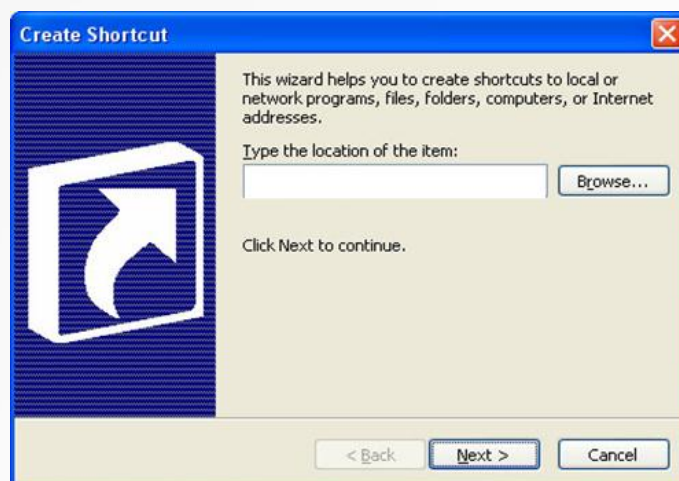 Create Shortcut
This wizard helps you to create shortcuts to local or
network programs, files, folders, computers, or Internet
addresses.
Type the location of the item:
Browse...
Click Next to continue.
< Back
Next >
Cancel